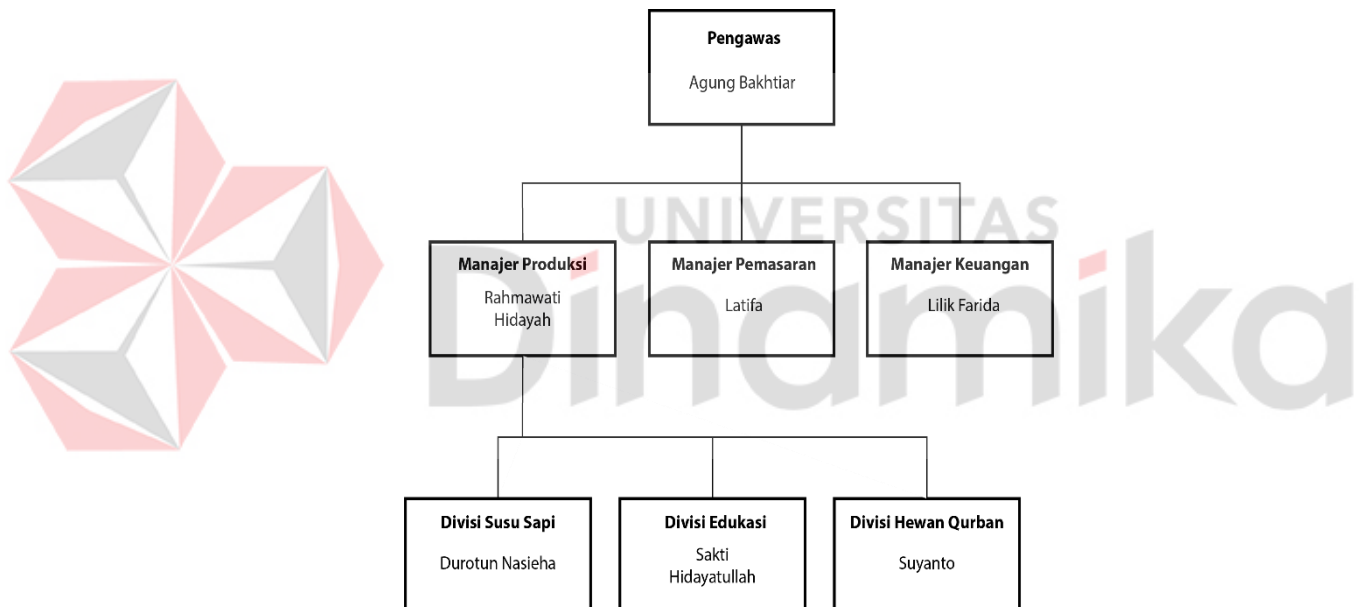 Pengawas
Agung Bakhtiar
UNIVERSITAS
Dinamika
Manajer Produksi
Rahmawati
Hidayah
Manajer Pemasaran
Latifa
Manajer Keuangan
Lilik Farida
Divisi Susu Sapi
Durotun Nasieha
Divisi Edukasi
Sakti
Hidayatullah
Divisi Hewan Qurban
Suyanto